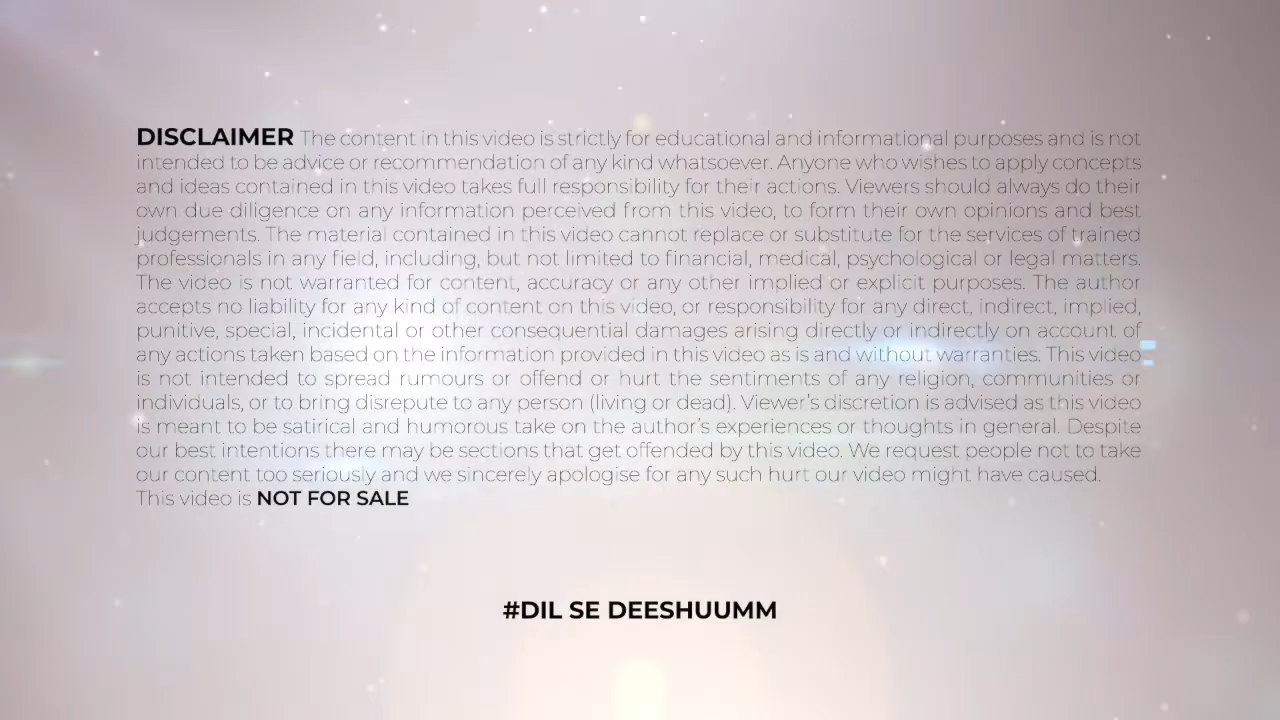 DISCLAIMER The content in this video is strictly for educational and informational purposes and is not
intended to be advice or recommendation of any kind whatsoever. Anyone who wishes to apply concepts
and ideas contained in this video takes full responsibility for their actions. Viewers should always do their
own due diligence on any information perceived from this video, to form their own opinions and best
judgements. The material contained in this video cannot replace or substitute for the services of trained
professionals in any field, including, but not limited to financial, medical, psychological or legal matters.
The video is not warranted for content, accuracy or any other implied or explicit purposes. The author
accepts no liability for any kind of content on this video, or responsibility for any direct, indirect, implied,
punitive, special, incidental or other consequential damages arising directly or indirectly on account of
any actions taken based on the information provided in this video as is and without warranties. This video
is not intended to spread rumours or offend or hurt the sentiments of any religion, communities or
individuals, or to bring disrepute to any person (living or dead). Viewer's discretion is advised as this video
is meant to be satirical and humorous take on the author's experiences or thoughts in general. Despite
our best intentions there may be sections that get offended by this video. We request people not to take
our content too seriously and we sincerely apologise for any such hurt our video might have caused.
This video is NOT FOR SALE
#DIL SE DEESHUUMM